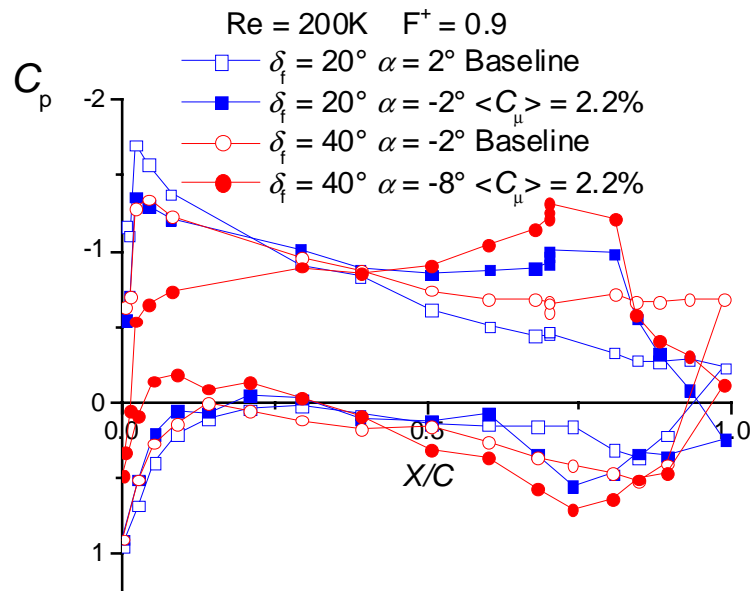 Re = 200K F⁺ = 0.9
δf = 20° α = 2° Baseline
δf = 20° α = -2° <Cμ> = 2.2%
δf = 40° α = -2° Baseline
δf = 40° α = -8° <Cμ> = 2.2%
Cp
-2
-1
0
0.0 0.5 1.0
X/C
1